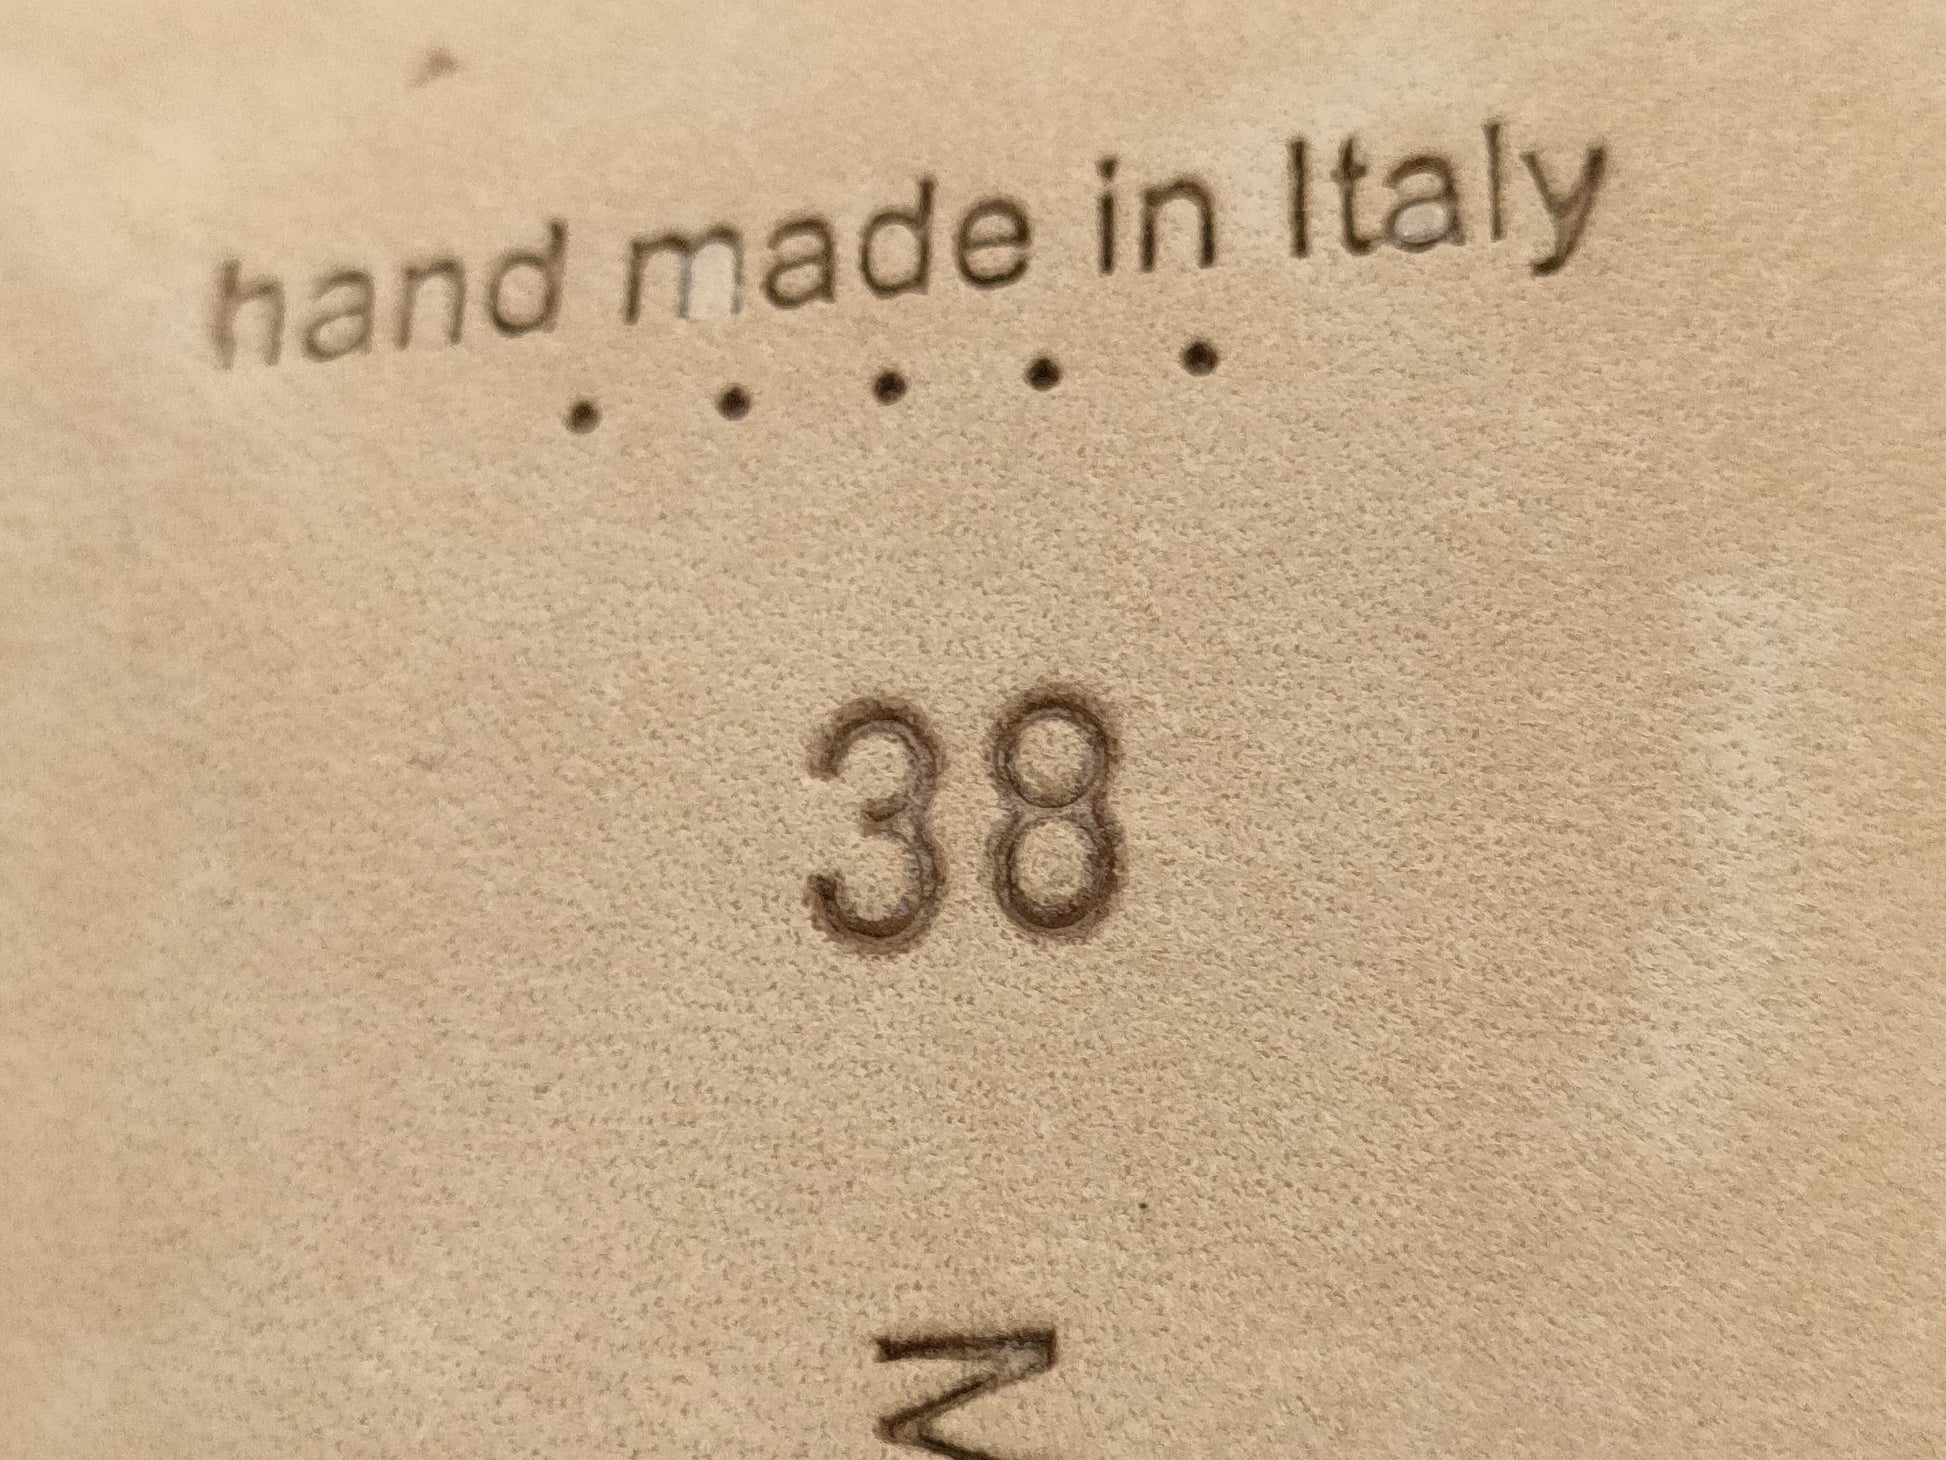 hand made in Italy
• • • • •
38
M